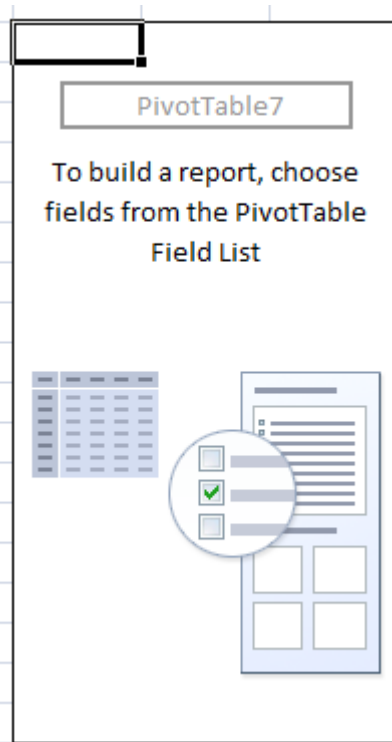 PivotTable7
To build a report, choose
fields from the PivotTable
Field List